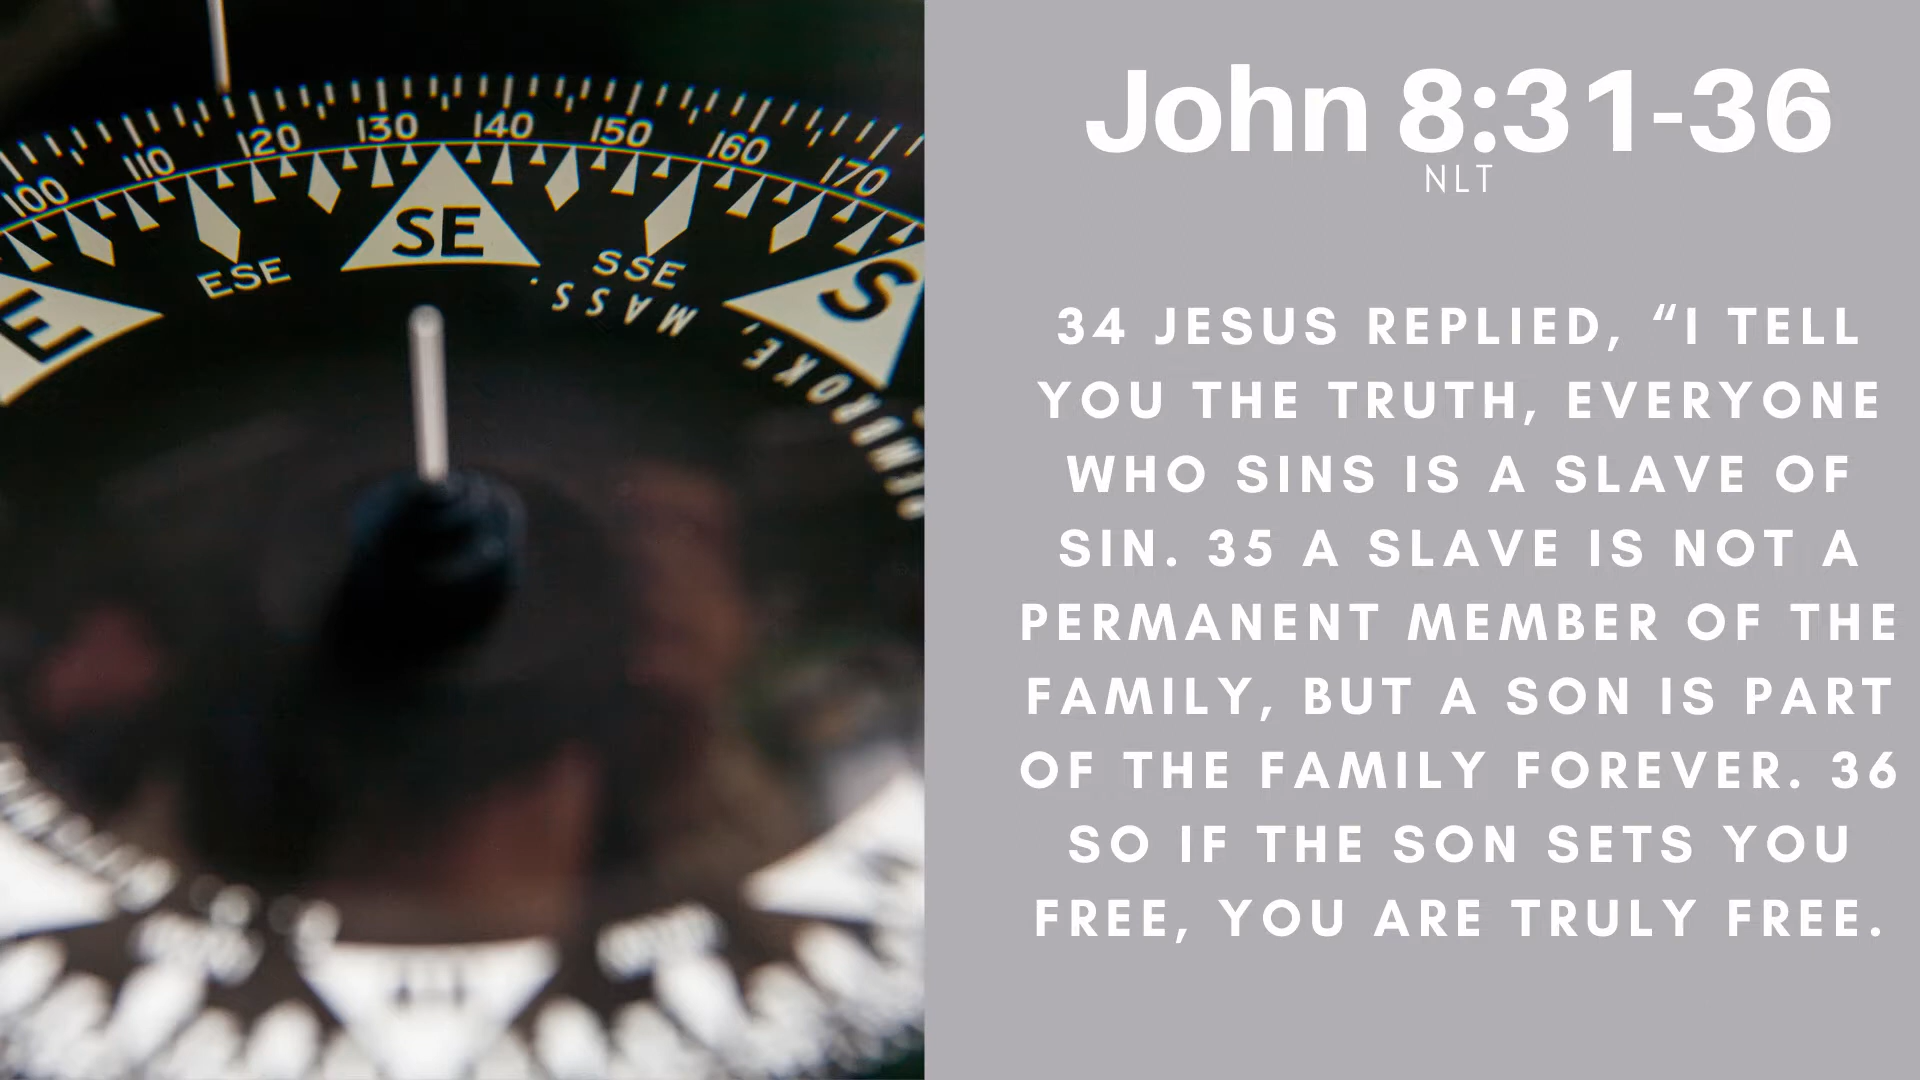 100
110
120
130
140
150
160
170
E
ESE
SE
SSE
S
MASS.
John 8:31-36
NLT
34 JESUS REPLIED, “I TELL
YOU THE TRUTH, EVERYONE
WHO SINS IS A SLAVE OF
SIN. 35 A SLAVE IS NOT A
PERMANENT MEMBER OF THE
FAMILY, BUT A SON IS PART
OF THE FAMILY FOREVER. 36
SO IF THE SON SETS YOU
FREE, YOU ARE TRULY FREE.